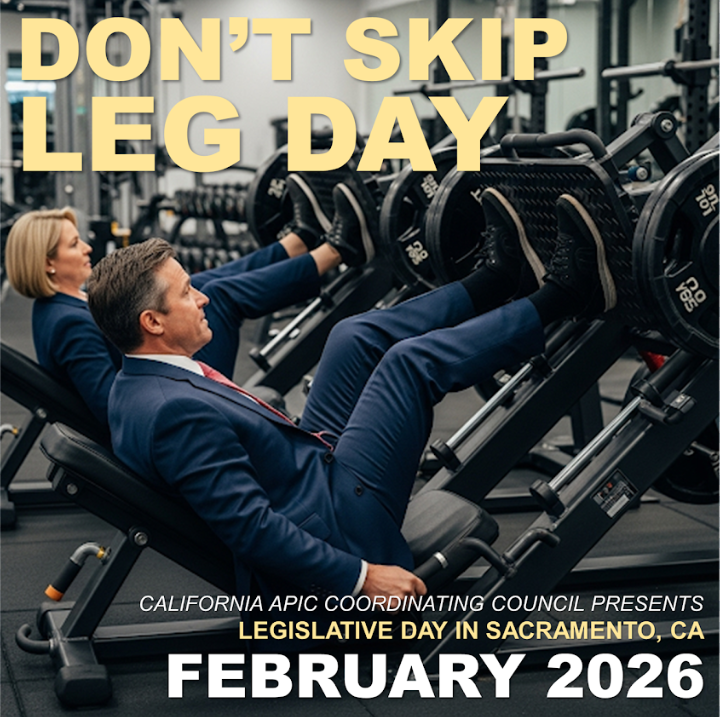 DON'T SKIP
LEG DAY
CALIFORNIA APIC COORDINATING COUNCIL PRESENTS
LEGISLATIVE DAY IN SACRAMENTO, CA
FEBRUARY 2026